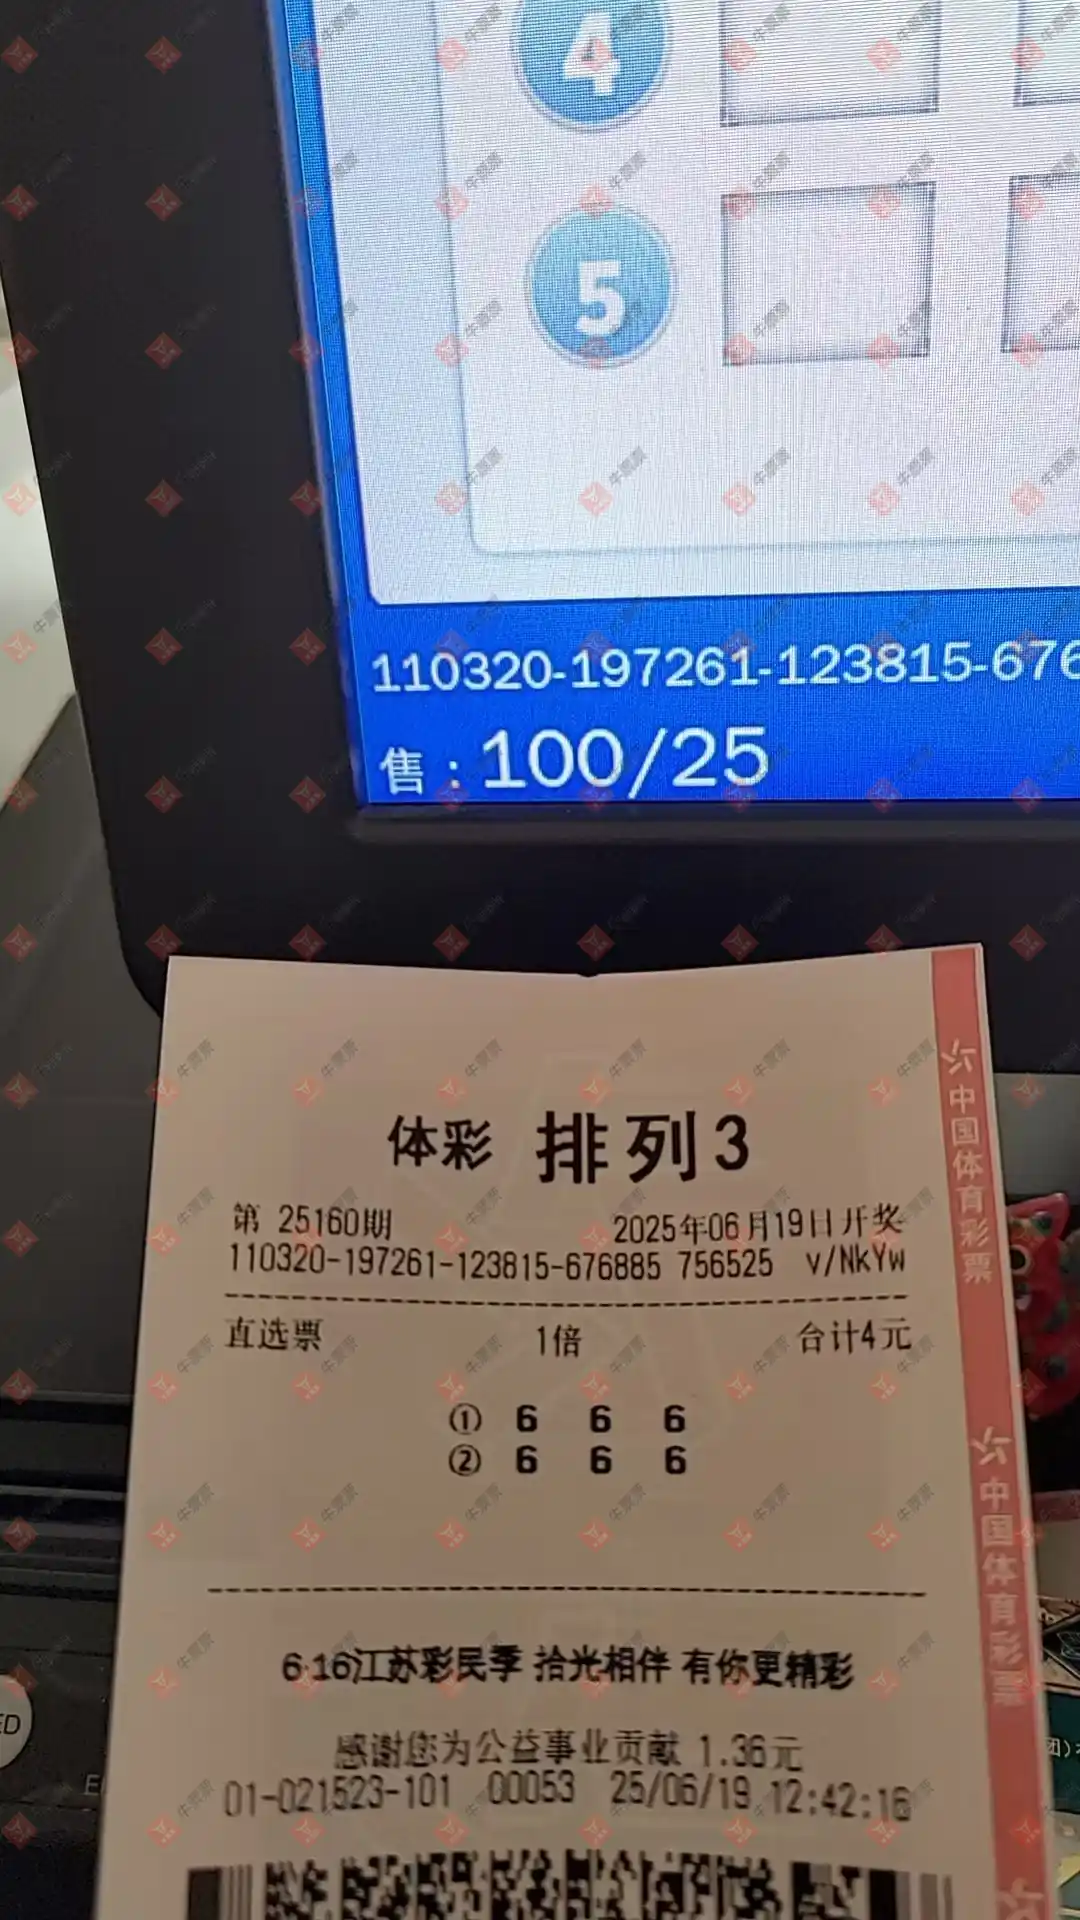 4
5
110320-197261-123815-676
售：100/25
体彩 排列3
第 25160期 2025年06月19日开奖
110320-197261-123815-676885 756525 v/NkYw
直选票 1倍 合计4元
① 6 6 6
② 6 6 6
6·16江苏彩民季 拾光相伴 有你更精彩
感谢您为公益事业贡献 1.36元
01-021523-101 00053 25/06/19 12:42:16
中国体育彩票
中国体育彩票
牛票票
ED
团）